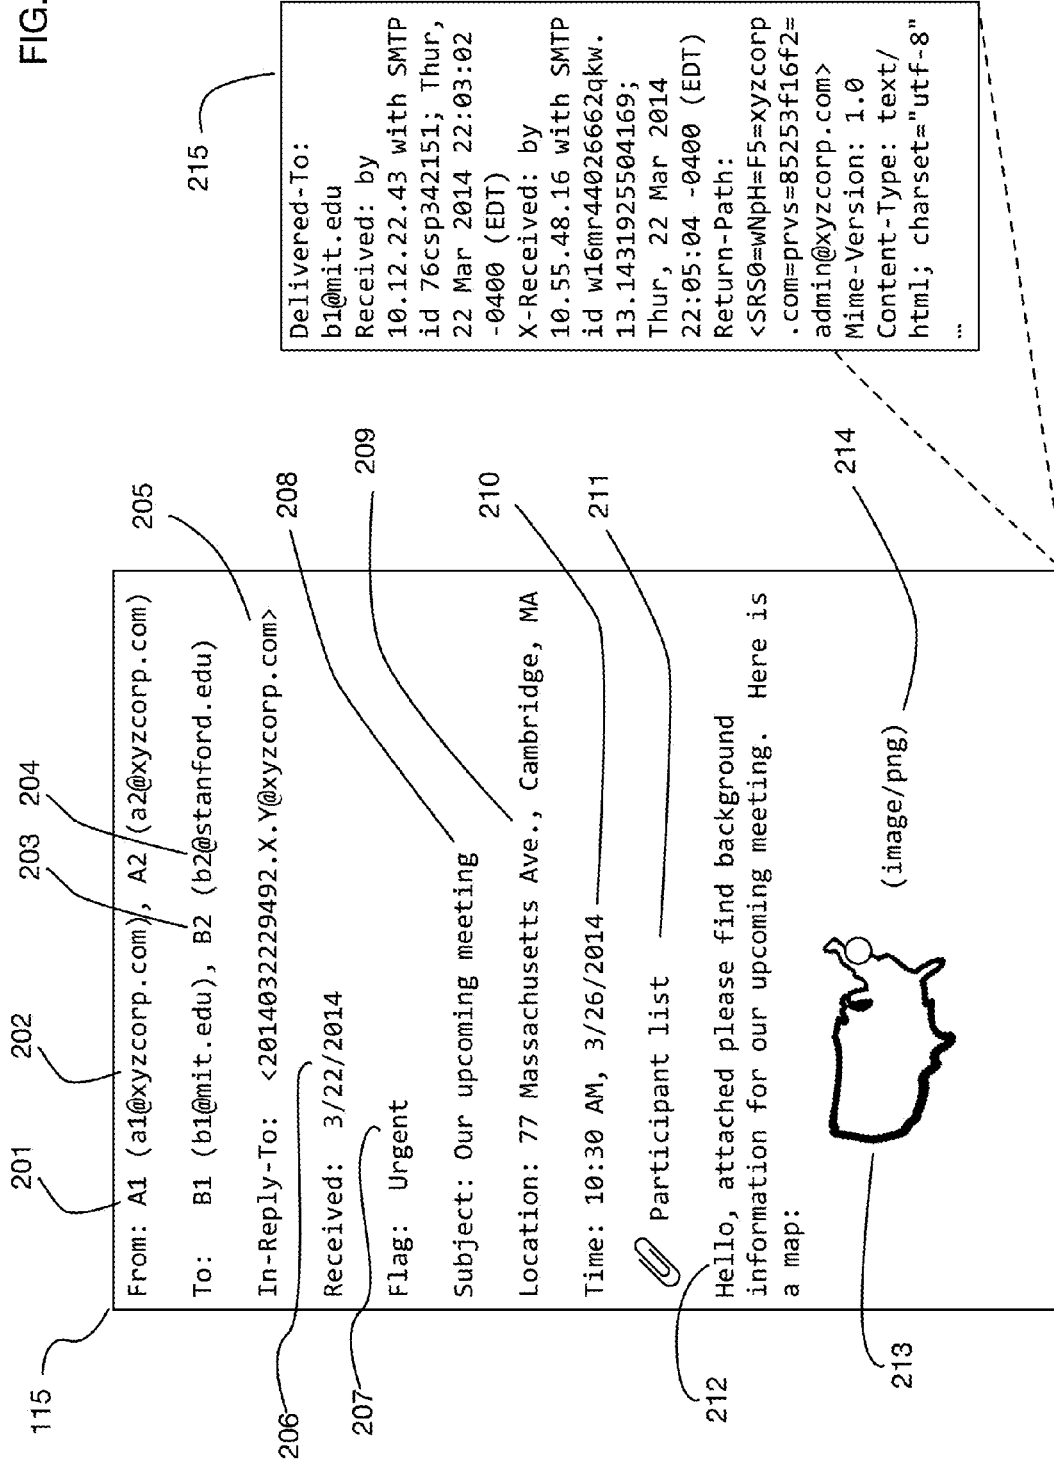 FIG.
115
201
202
203
204
205
From: A1 (a1@xyzcorp.com), A2 (a2@xyzcorp.com)
To: B1 (b1@mit.edu), B2 (b2@stanford.edu)
In-Reply-To: <20140322229492.X.Y@xyzcorp.com>
Received: 3/22/2014
Flag: Urgent
Subject: Our upcoming meeting
Location: 77 Massachusetts Ave., Cambridge, MA
Time: 10:30 AM, 3/26/2014
Participant list
Hello, attached please find background
information for our upcoming meeting. Here is
a map:
(image/png)
206
207
208
209
210
211
212
213
214
215
Delivered-To:
b1@mit.edu
Received: by
10.12.22.43 with SMTP
id 76csp342151; Thur,
22 Mar 2014 22:03:02
-0400 (EDT)
X-Received: by
10.55.48.16 with SMTP
id w16mr44026662qkw.
13.1431925504169;
Thur, 22 Mar 2014
22:05:04 -0400 (EDT)
Return-Path:
<SRS0=wNpH=F5=xyzcorp
.com=prvs=85253f16f2=
admin@xyzcorp.com>
Mime-Version: 1.0
Content-Type: text/
html; charset="utf-8"
…